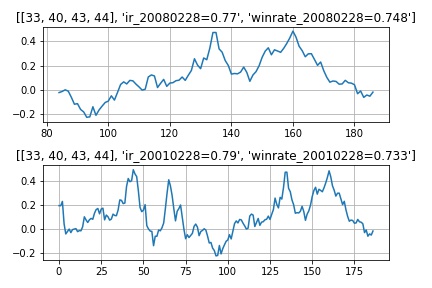 [[33, 40, 43, 44], 'ir_20080228=0.77', 'winrate_20080228=0.748']
0.4
0.2
0.0
−0.2
80 100 120 140 160 180
[[33, 40, 43, 44], 'ir_20010228=0.79', 'winrate_20010228=0.733']
0.4
0.2
0.0
−0.2
0 25 50 75 100 125 150 175